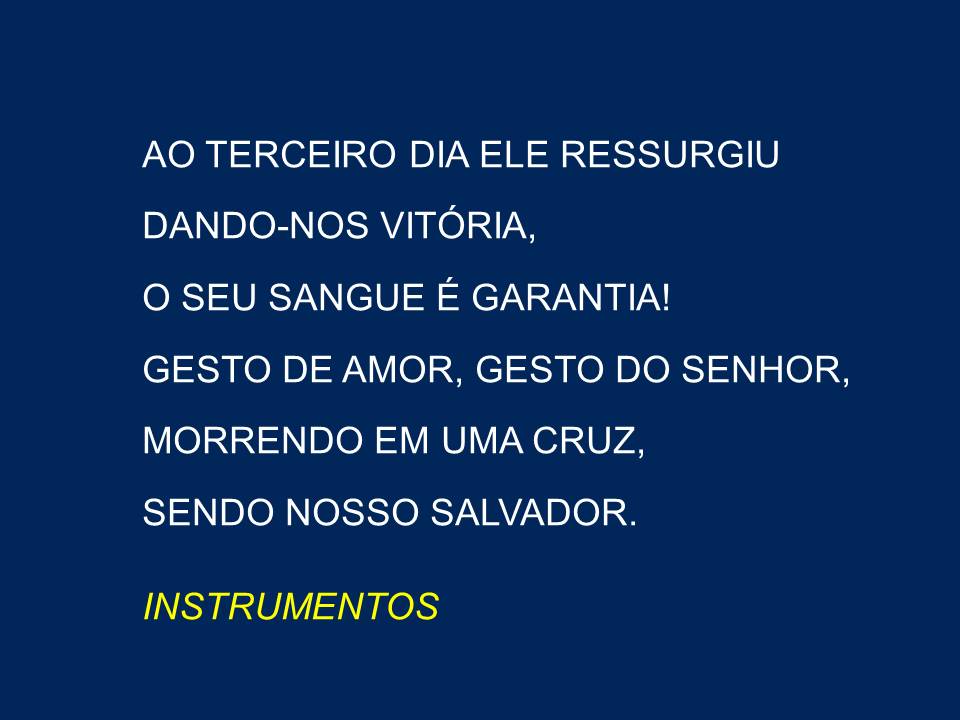 AO TERCEIRO DIA ELE RESSURGIU
DANDO-NOS VITÓRIA,
O SEU SANGUE É GARANTIA!
GESTO DE AMOR, GESTO DO SENHOR,
MORRENDO EM UMA CRUZ,
SENDO NOSSO SALVADOR.
INSTRUMENTOS